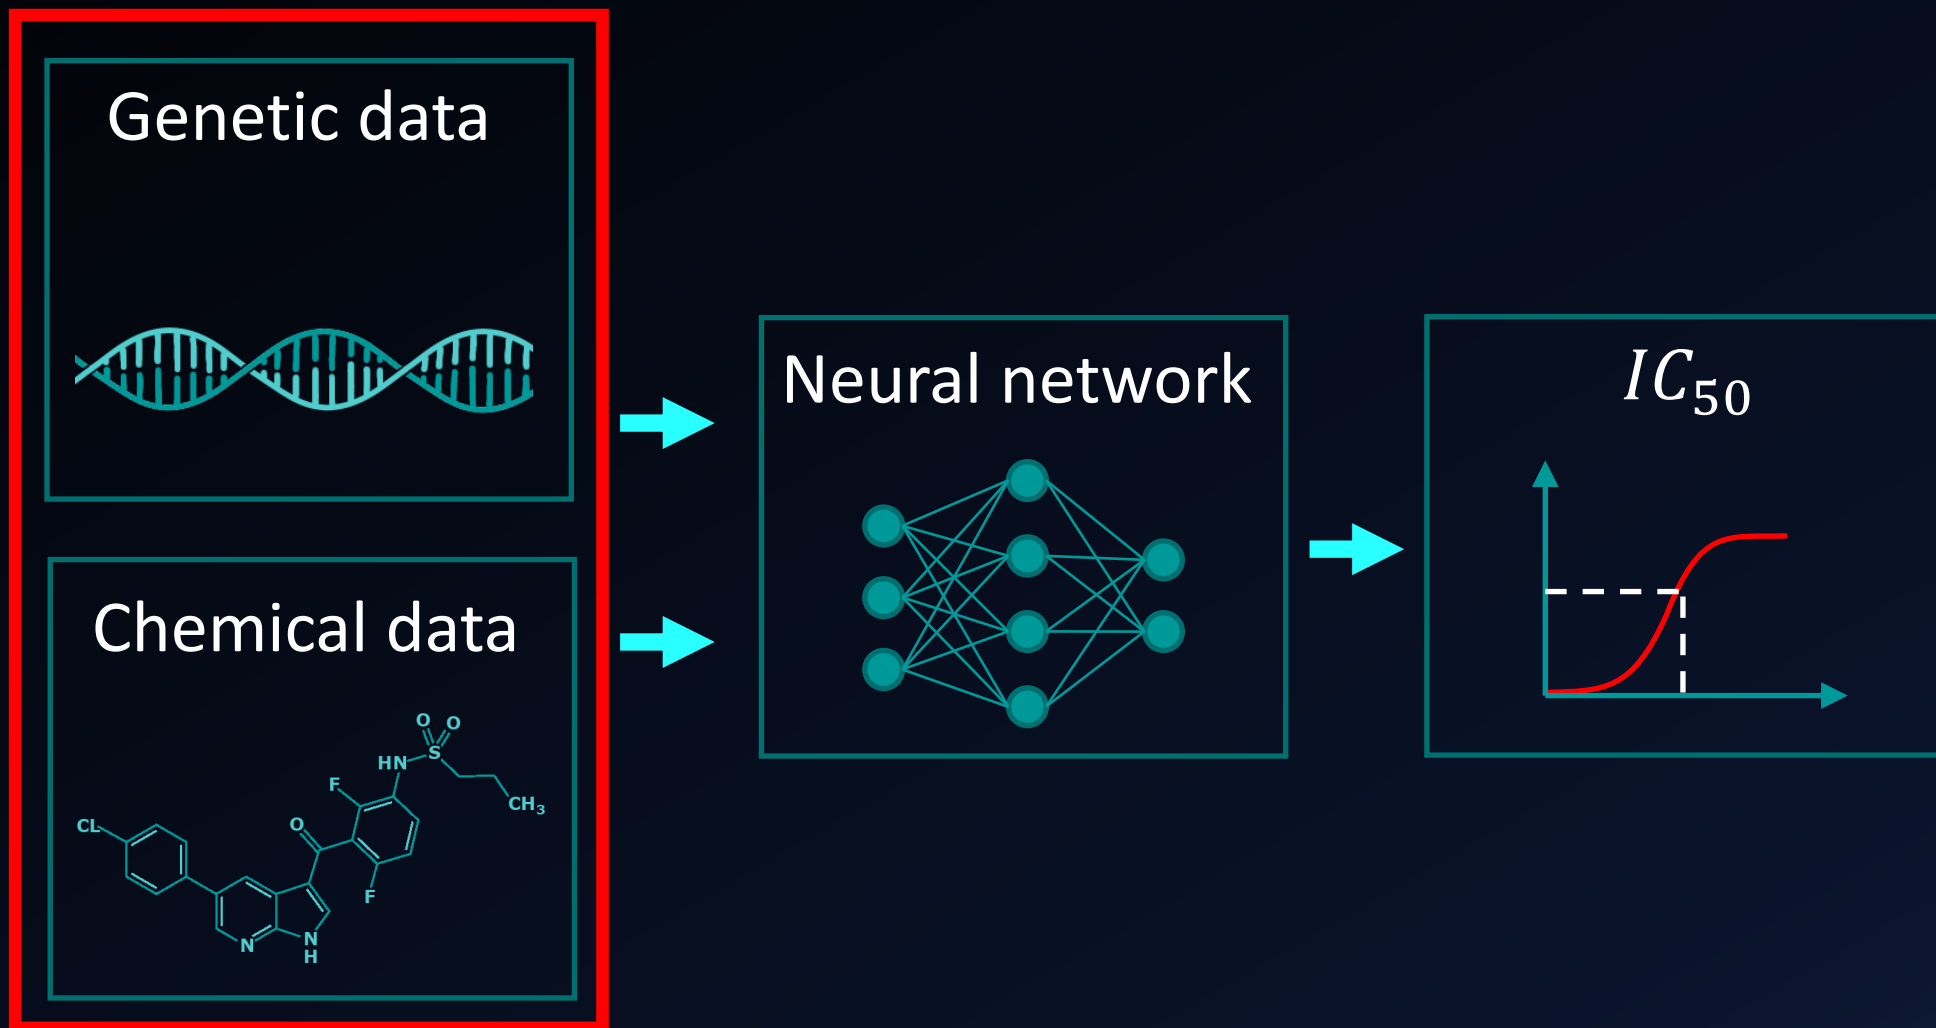 Genetic data
Chemical data
O O
S
HN
F
CH3
CL
O
F
N
N
H
Neural network
IC50